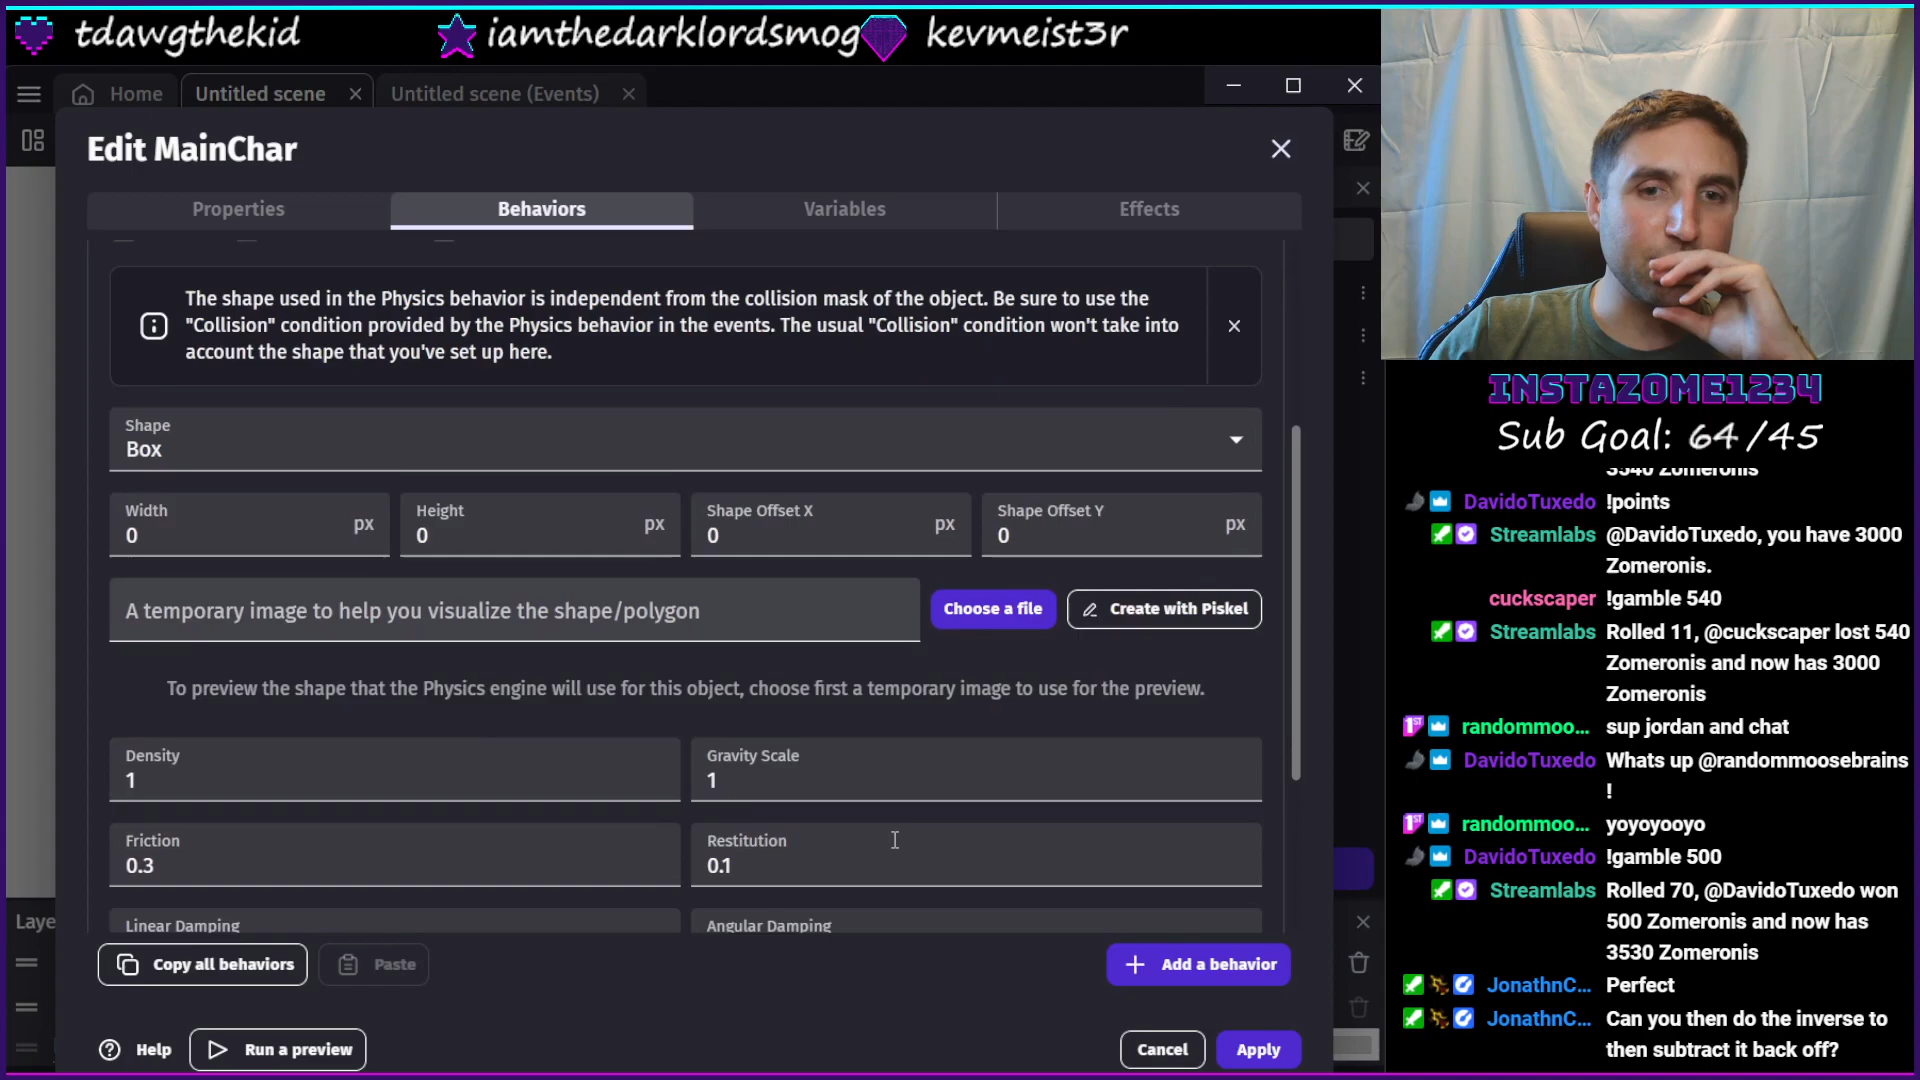 tdawgthekid
iamthedarklordsmog
kevmeist3r
Home
Untitled scene
Untitled scene (Events)
Edit MainChar
Properties
Behaviors
Variables
Effects
The shape used in the Physics behavior is independent from the collision mask of the object. Be sure to use the
"Collision" condition provided by the Physics behavior in the events. The usual "Collision" condition won't take into
account the shape that you've set up here.
Shape
Box
Width
0
px
Height
0
px
Shape Offset X
0
px
Shape Offset Y
0
px
A temporary image to help you visualize the shape/polygon
Choose a file
Create with Piskel
To preview the shape that the Physics engine will use for this object, choose first a temporary image to use for the preview.
Density
1
Gravity Scale
1
Friction
0.3
Restitution
0.1
Linear Damping
Angular Damping
Copy all behaviors
Paste
Add a behavior
Help
Run a preview
Cancel
Apply
Laye
INSTAZOME1234
Sub Goal: 64/45
3540 Zomeronis
DavidoTuxedo !points
Streamlabs @DavidoTuxedo, you have 3000
Zomeronis.
cuckscaper !gamble 540
Streamlabs Rolled 11, @cuckscaper lost 540
Zomeronis and now has 3000
Zomeronis
randommoo... sup jordan and chat
DavidoTuxedo Whats up @randommoosebrains
!
randommoo... yoyoyooyo
DavidoTuxedo !gamble 500
Streamlabs Rolled 70, @DavidoTuxedo won
500 Zomeronis and now has
3530 Zomeronis
JonathnC... Perfect
JonathnC... Can you then do the inverse to
then subtract it back off?